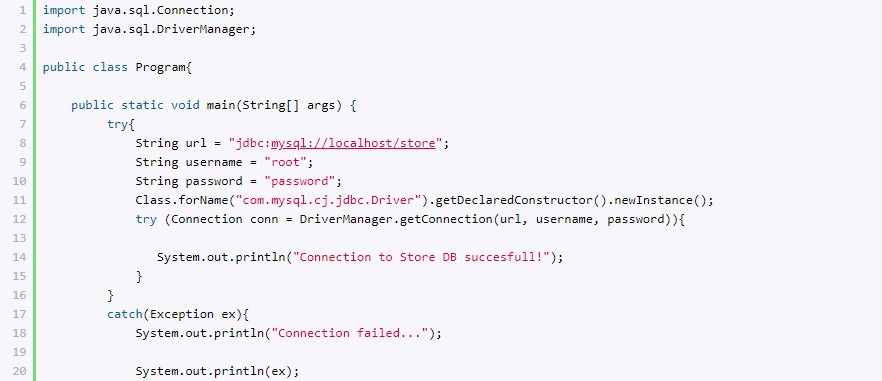 1 import java.sql.Connection;
2 import java.sql.DriverManager;
3
4 public class Program{
5
6     public static void main(String[] args) {
7          try{
8              String url = "jdbc:mysql://localhost/store";
9              String username = "root";
10             String password = "password";
11             Class.forName("com.mysql.cj.jdbc.Driver").getDeclaredConstructor().newInstance();
12             try (Connection conn = DriverManager.getConnection(url, username, password)){
13
14                System.out.println("Connection to Store DB succesfull!");
15             }
16         }
17         catch(Exception ex){
18             System.out.println("Connection failed...");
19
20             System.out.println(ex);